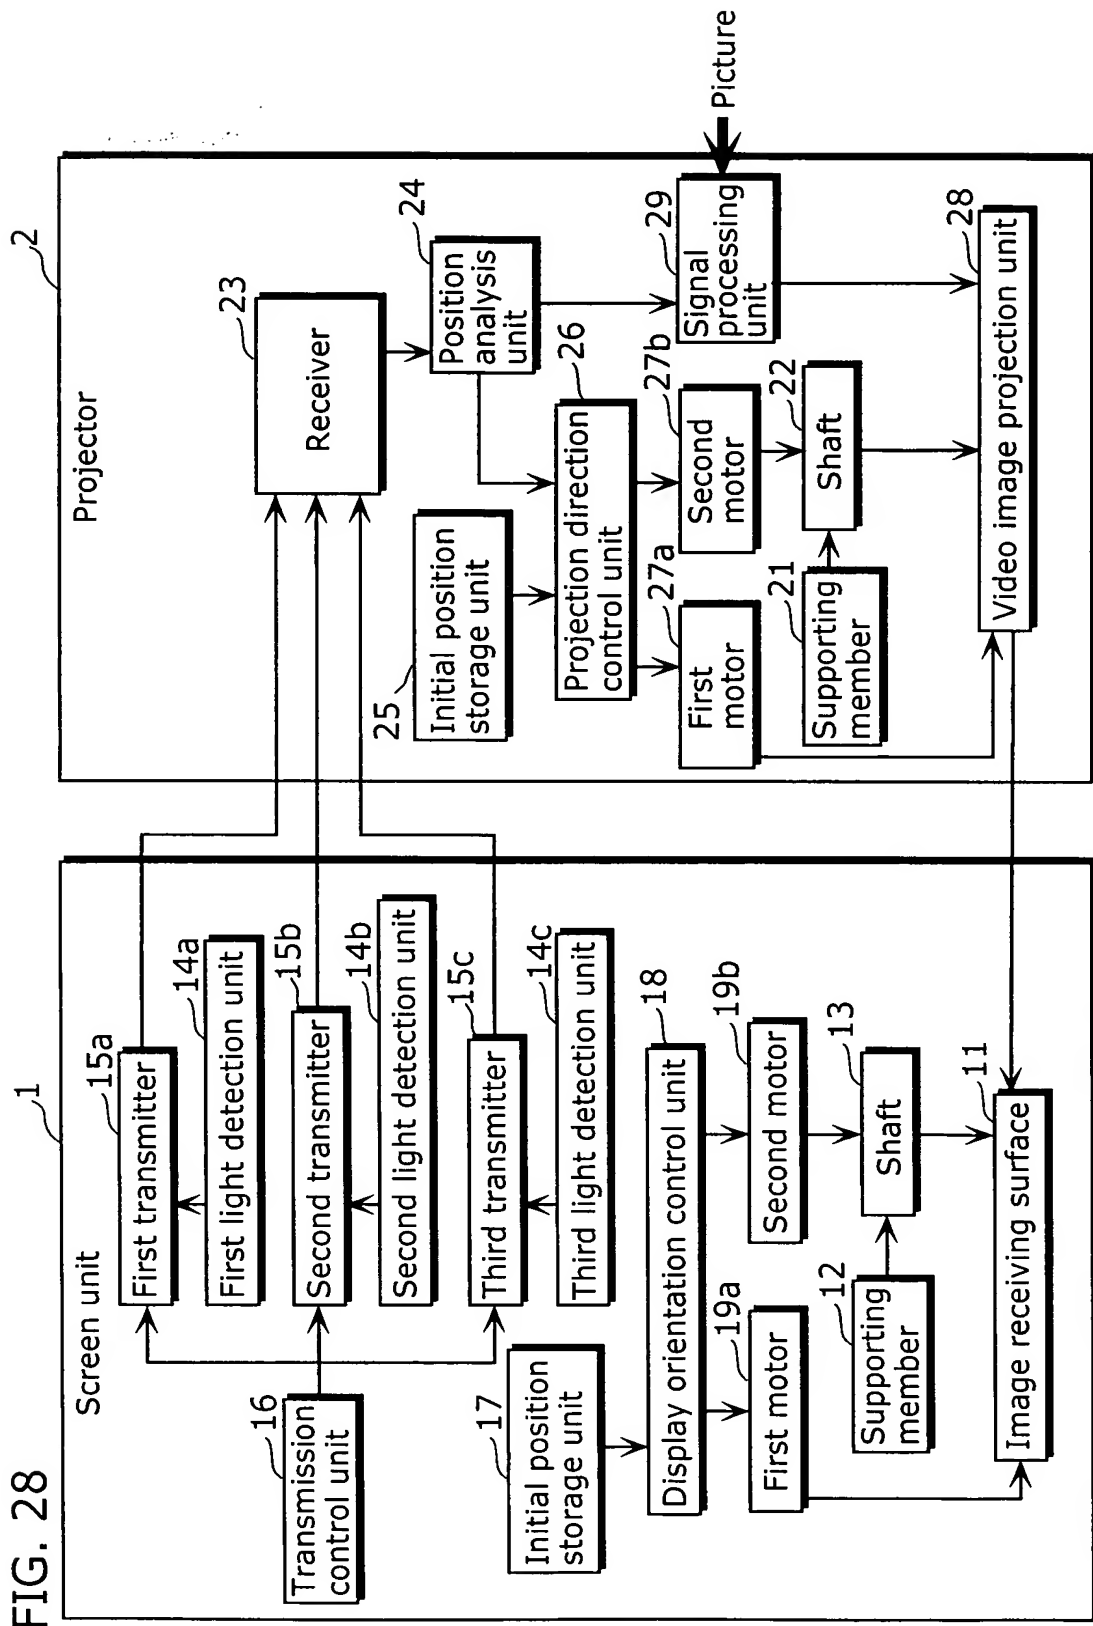 FIG. 28
1
Screen unit
15a
First transmitter
14a
First light detection unit
16
Transmission
control unit
15b
Second transmitter
14b
Second light detection unit
15c
Third transmitter
14c
Third light detection unit
17
Initial position
storage unit
18
Display orientation control unit
19a
First motor
19b
Second motor
12
Supporting
member
13
Shaft
11
Image receiving surface
2
Projector
23
Receiver
24
Position
analysis
unit
25
Initial position
storage unit
26
Projection direction
control unit
27a
First
motor
27b
Second
motor
29
Signal
processing
unit
Picture
21
Supporting
member
22
Shaft
28
Video image projection unit